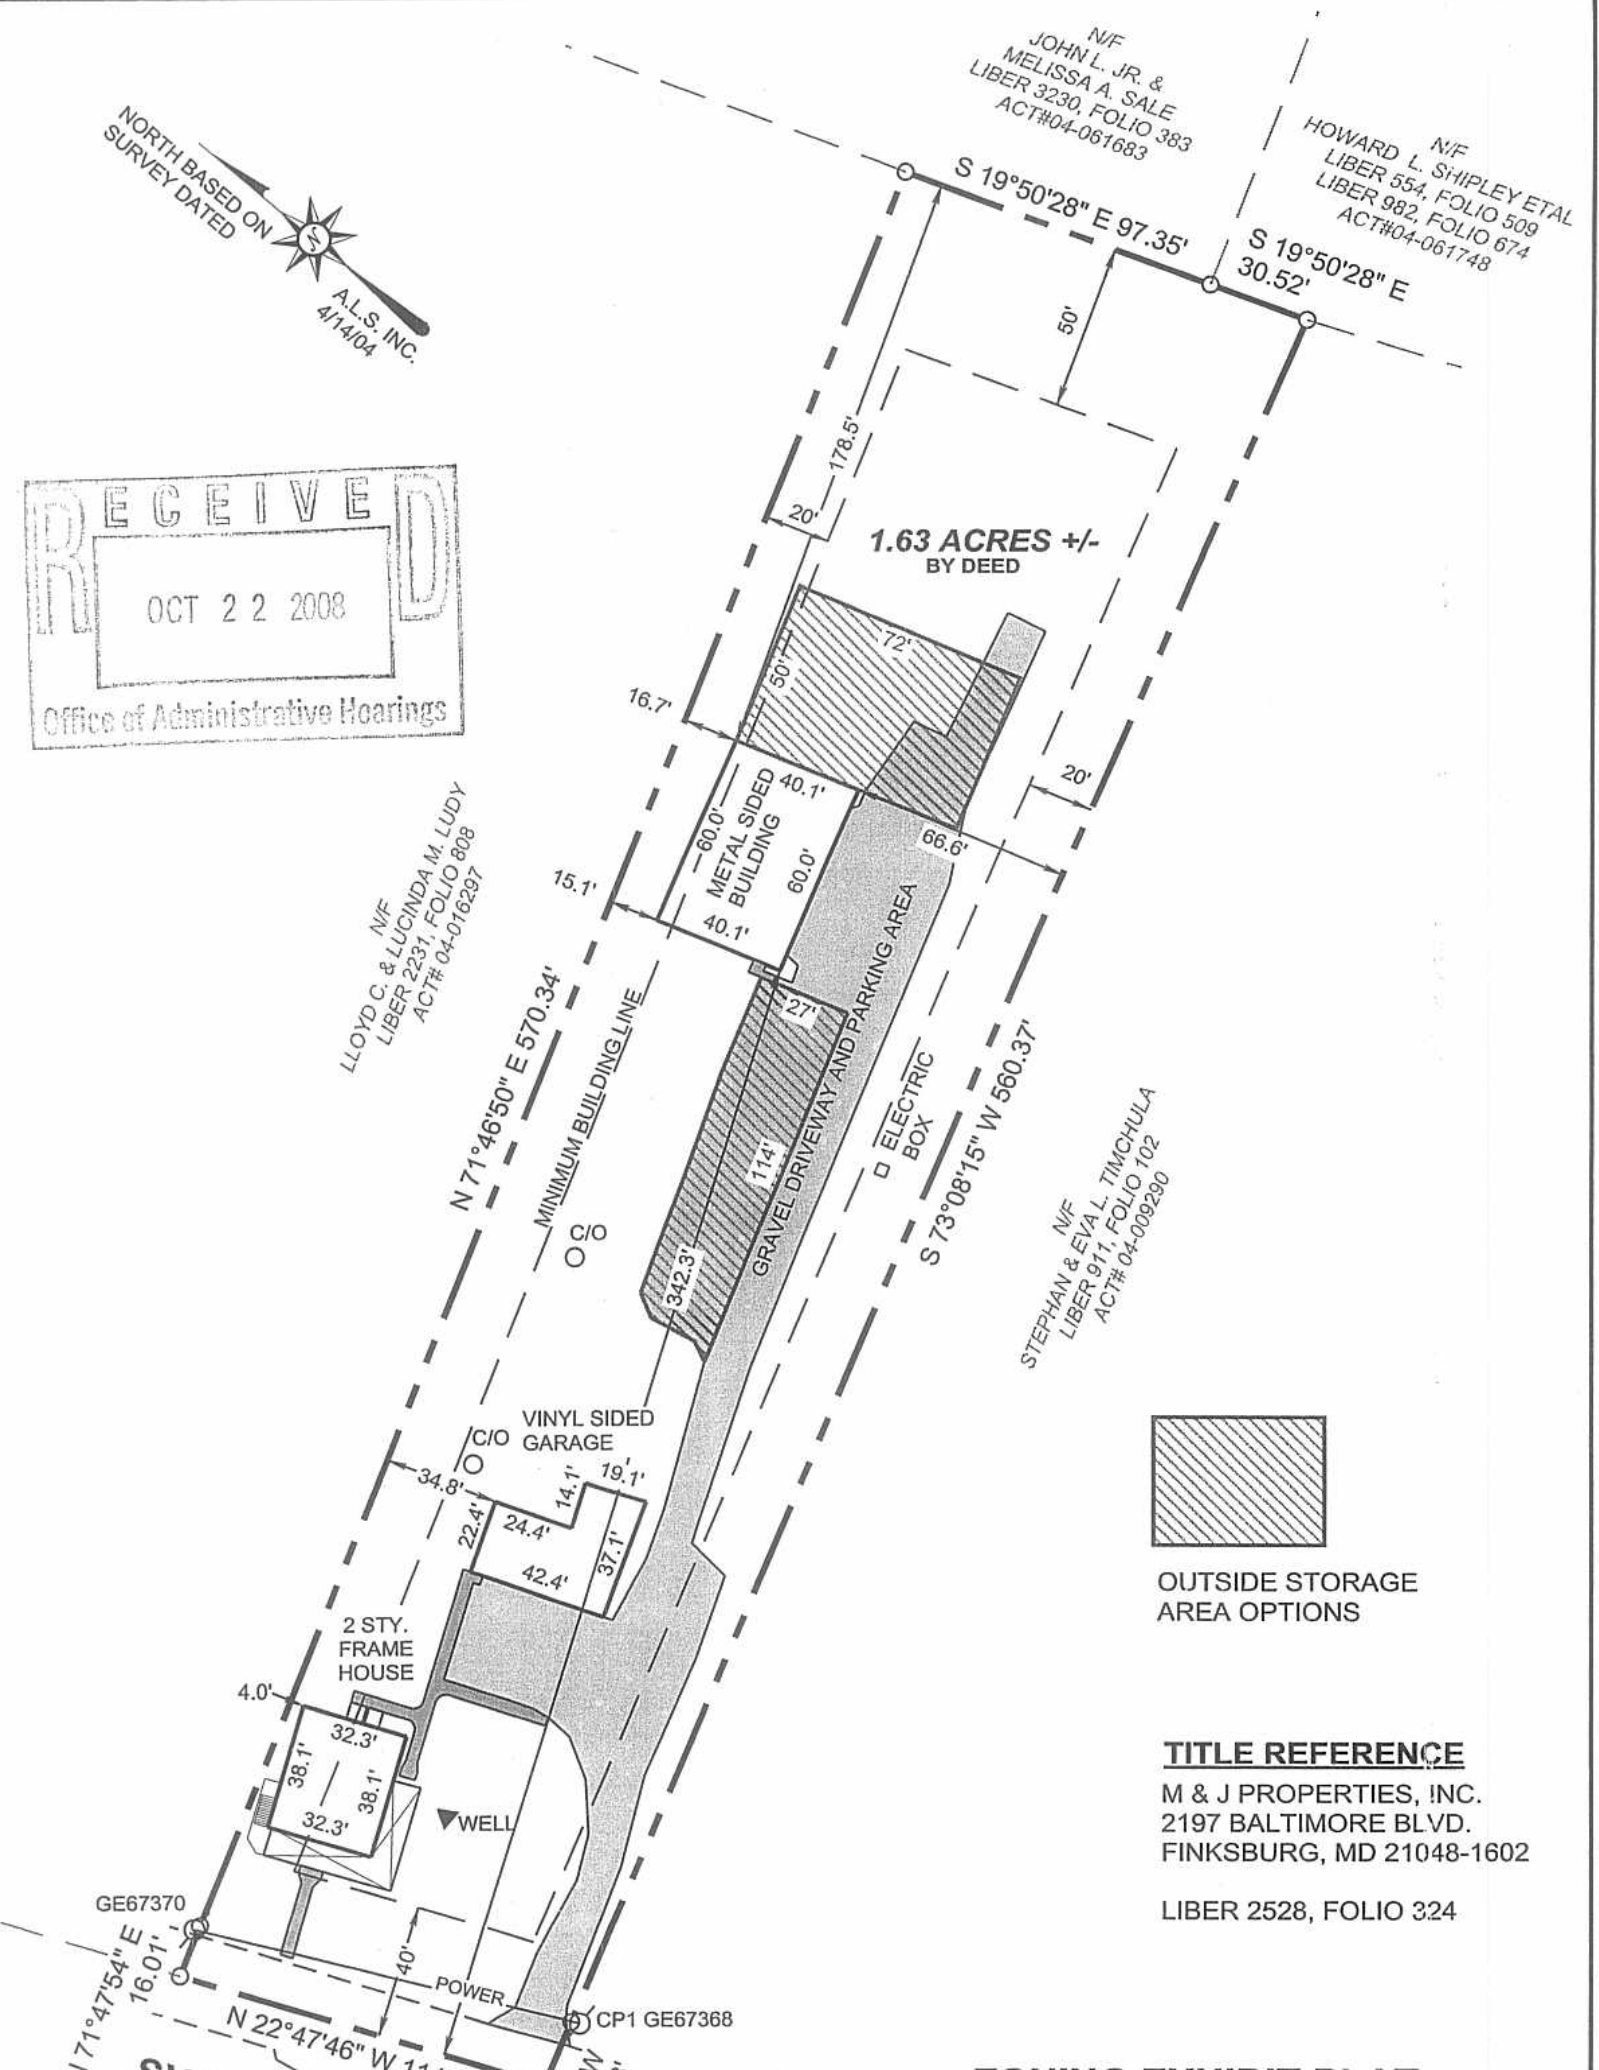 N/F
JOHN L. JR. &
MELISSA A. SALE
LIBER 3230, FOLIO 383
ACT#04-061683
N/F
HOWARD L. SHIPLEY ETAL
LIBER 554, FOLIO 509
LIBER 982, FOLIO 674
ACT#04-061748
NORTH BASED ON
SURVEY DATED
N
A.L.S. INC.
4/14/04
S 19°50'28" E 97.35'
S 19°50'28" E
30.52'
50'
178.5'
20'
1.63 ACRES +/-
BY DEED
RECEIVED
OCT 22 2008
Office of Administrative Hearings
72'
50'
16.7'
20'
40.1'
60.0'
METAL SIDED
BUILDING
60.0'
66.6'
15.1'
40.1'
N/F
LLOYD C. & LUCINDA M. LUDY
LIBER 2231, FOLIO 808
ACT# 04-016297
27'
N 71°46'50" E 570.34'
MINIMUM BUILDING LINE
GRAVEL DRIVEWAY AND PARKING AREA
ELECTRIC
BOX
S 73°08'15" W 560.37'
114'
N/F
STEPHAN & EVA L. TIMCHULA
LIBER 911, FOLIO 102
ACT# 04-009290
C/O
342.3'
VINYL SIDED
GARAGE
C/O
34.8'
14.1'
19.1'
22.4'
24.4'
37.1'
42.4'
OUTSIDE STORAGE
AREA OPTIONS
2 STY.
FRAME
HOUSE
4.0'
32.3'
38.1'
38.1'
32.3'
WELL
TITLE REFERENCE
M & J PROPERTIES, INC.
2197 BALTIMORE BLVD.
FINKSBURG, MD 21048-1602
LIBER 2528, FOLIO 324
GE67370
N 71°47'54" E
16.01'
40'
POWER
CP1 GE67368
N 22°47'46" W
W